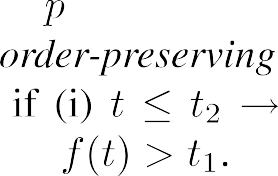 p
order-preserving
if (i) t ≤ t₂ →
f(t) > t₁.